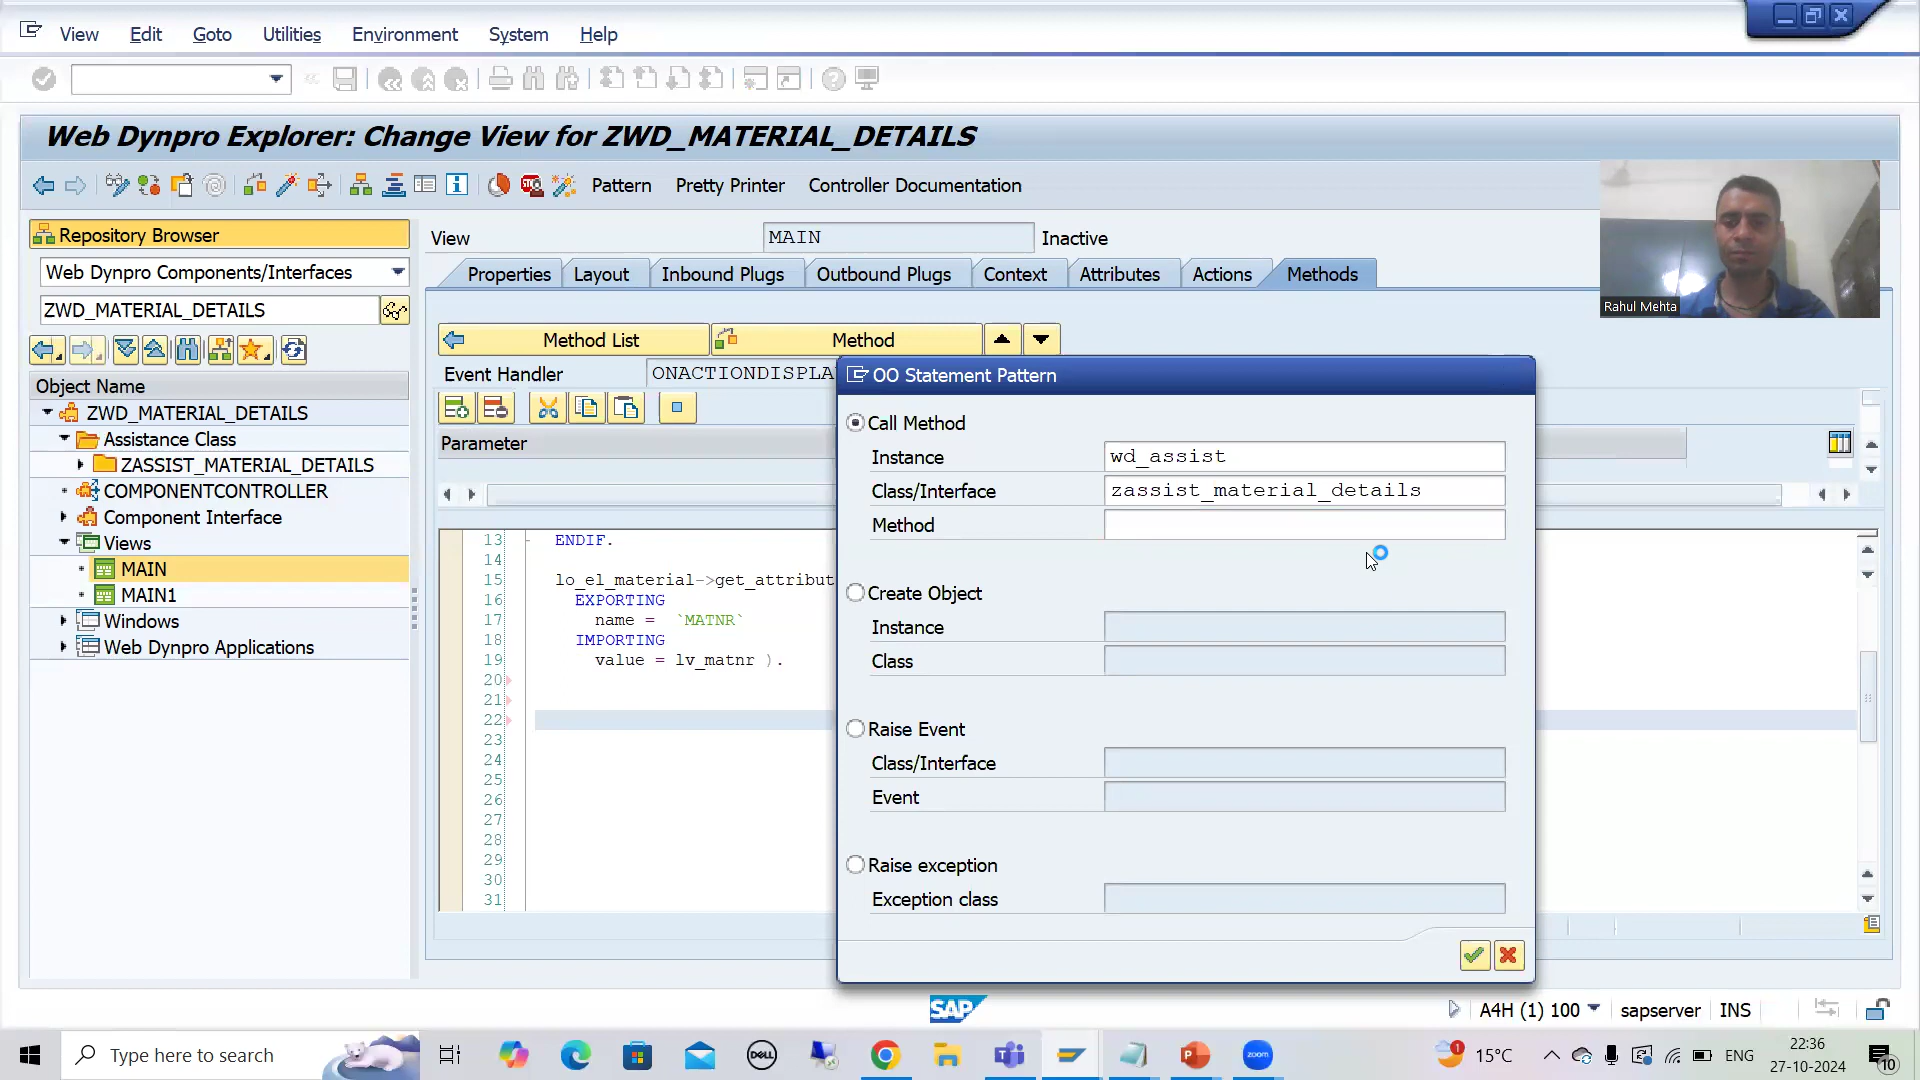 View Edit Goto Utilities Environment System Help
Web Dynpro Explorer: Change View for ZWD_MATERIAL_DETAILS
Pattern Pretty Printer Controller Documentation
Rahul Mehta
Repository Browser
Web Dynpro Components/Interfaces
ZWD_MATERIAL_DETAILS
Object Name
ZWD_MATERIAL_DETAILS
Assistance Class
ZASSIST_MATERIAL_DETAILS
COMPONENTCONTROLLER
Component Interface
Views
MAIN
MAIN1
Windows
Web Dynpro Applications
View MAIN Inactive
Properties Layout Inbound Plugs Outbound Plugs Context Attributes Actions Methods
Method List Method
Event Handler ONACTIONDISPLA
Parameter
13 ENDIF.
14
15 lo_el_material->get_attribut
16 EXPORTING
17 name = `MATNR`
18 IMPORTING
19 value = lv_matnr ).
20
21
22
23
24
25
26
27
28
29
30
31
OO Statement Pattern
Call Method
Instance wd_assist
Class/Interface zassist_material_details
Method
Create Object
Instance
Class
Raise Event
Class/Interface
Event
Raise exception
Exception class
SAP
A4H (1) 100 sapserver INS
Type here to search
DELL
zoom
1
15°C
ENG
22:36
27-10-2024
10